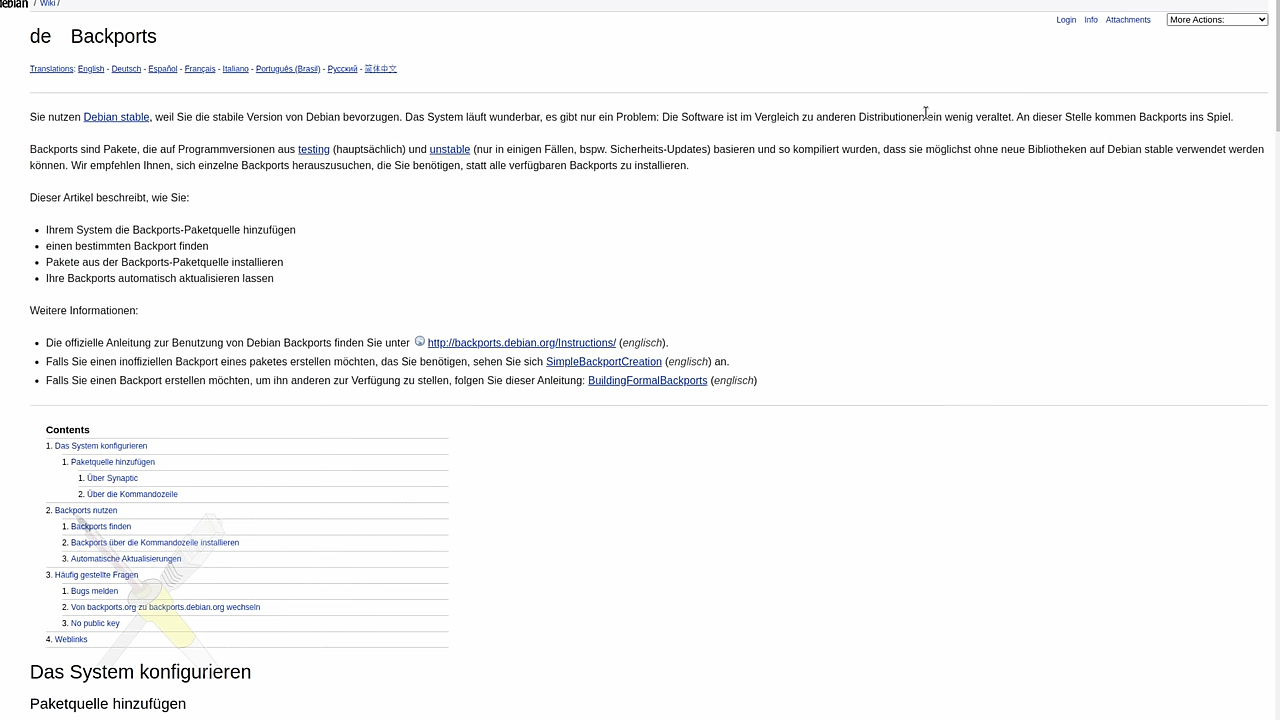 debian / Wiki /
Login Info Attachments More Actions:
de Backports
Translations: English - Deutsch - Español - Français - Italiano - Português (Brasil) - Русский - 简体中文
Sie nutzen Debian stable, weil Sie die stabile Version von Debian bevorzugen. Das System läuft wunderbar, es gibt nur ein Problem: Die Software ist im Vergleich zu anderen Distributionen ein wenig veraltet. An dieser Stelle kommen Backports ins Spiel.
Backports sind Pakete, die auf Programmversionen aus testing (hauptsächlich) und unstable (nur in einigen Fällen, bspw. Sicherheits-Updates) basieren und so kompiliert wurden, dass sie möglichst ohne neue Bibliotheken auf Debian stable verwendet werden
können. Wir empfehlen Ihnen, sich einzelne Backports herauszusuchen, die Sie benötigen, statt alle verfügbaren Backports zu installieren.
Dieser Artikel beschreibt, wie Sie:
• Ihrem System die Backports-Paketquelle hinzufügen
• einen bestimmten Backport finden
• Pakete aus der Backports-Paketquelle installieren
• Ihre Backports automatisch aktualisieren lassen
Weitere Informationen:
• Die offizielle Anleitung zur Benutzung von Debian Backports finden Sie unter http://backports.debian.org/Instructions/ (englisch).
• Falls Sie einen inoffiziellen Backport eines paketes erstellen möchten, das Sie benötigen, sehen Sie sich SimpleBackportCreation (englisch) an.
• Falls Sie einen Backport erstellen möchten, um ihn anderen zur Verfügung zu stellen, folgen Sie dieser Anleitung: BuildingFormalBackports (englisch)
Contents
1. Das System konfigurieren
1. Paketquelle hinzufügen
1. Über Synaptic
2. Über die Kommandozeile
2. Backports nutzen
1. Backports finden
2. Backports über die Kommandozeile installieren
3. Automatische Aktualisierungen
3. Häufig gestellte Fragen
1. Bugs melden
2. Von backports.org zu backports.debian.org wechseln
3. No public key
4. Weblinks
Das System konfigurieren
Paketquelle hinzufügen